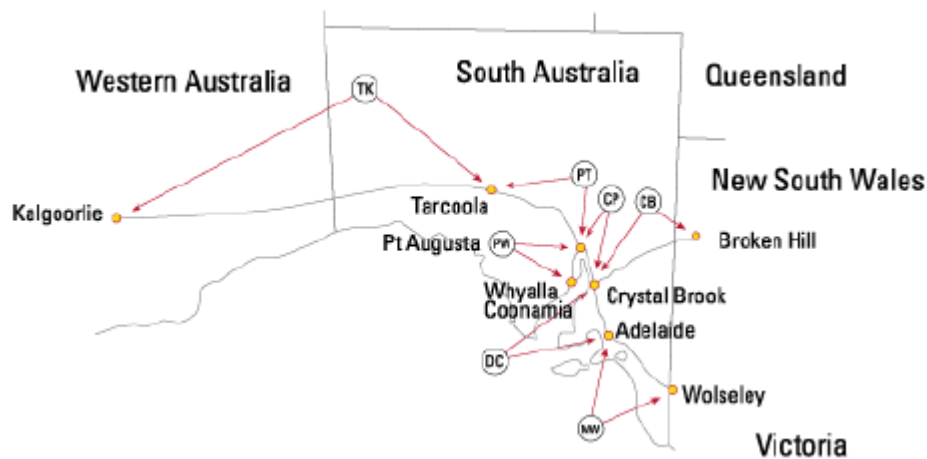 Western Australia
South Australia
Queensland
TK
PT
CP
CB
New South Wales
Kalgoorlie
Tarcoola
Pt Augusta
PW
Broken Hill
Whyalla
Coonamia
Crystal Brook
Adelaide
DC
Wolseley
MW
Victoria